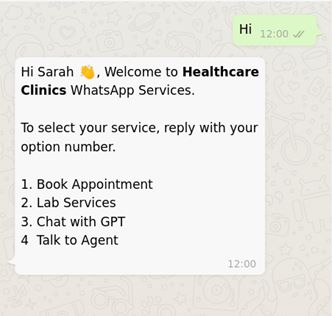 Hi 12:00
Hi Sarah 👋, Welcome to Healthcare
Clinics WhatsApp Services.
To select your service, reply with your
option number.
1. Book Appointment
2. Lab Services
3. Chat with GPT
4 Talk to Agent
12:00